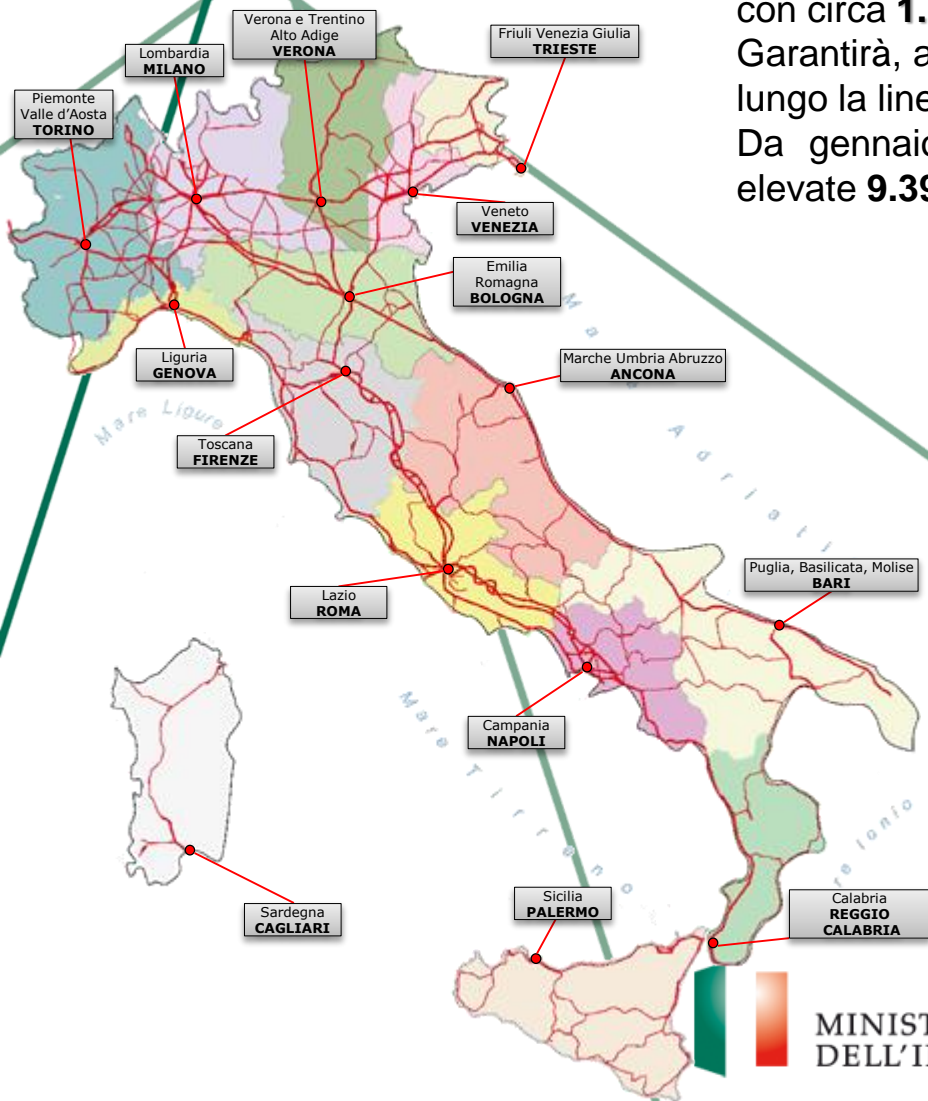 con circa 1.
Garantirà, a
lungo la line
Da gennaio
elevate 9.39
Verona e Trentino
Alto Adige
VERONA
Friuli Venezia Giulia
TRIESTE
Lombardia
MILANO
Piemonte
Valle d'Aosta
TORINO
Veneto
VENEZIA
Emilia
Romagna
BOLOGNA
Liguria
GENOVA
Marche Umbria Abruzzo
ANCONA
Mare Ligure
Toscana
FIRENZE
Adriati
Lazio
ROMA
Puglia, Basilicata, Molise
BARI
Campania
NAPOLI
Mare Tirreno
re Ionio
Sardegna
CAGLIARI
Sicilia
PALERMO
Calabria
REGGIO
CALABRIA
MINIST
DELL'I